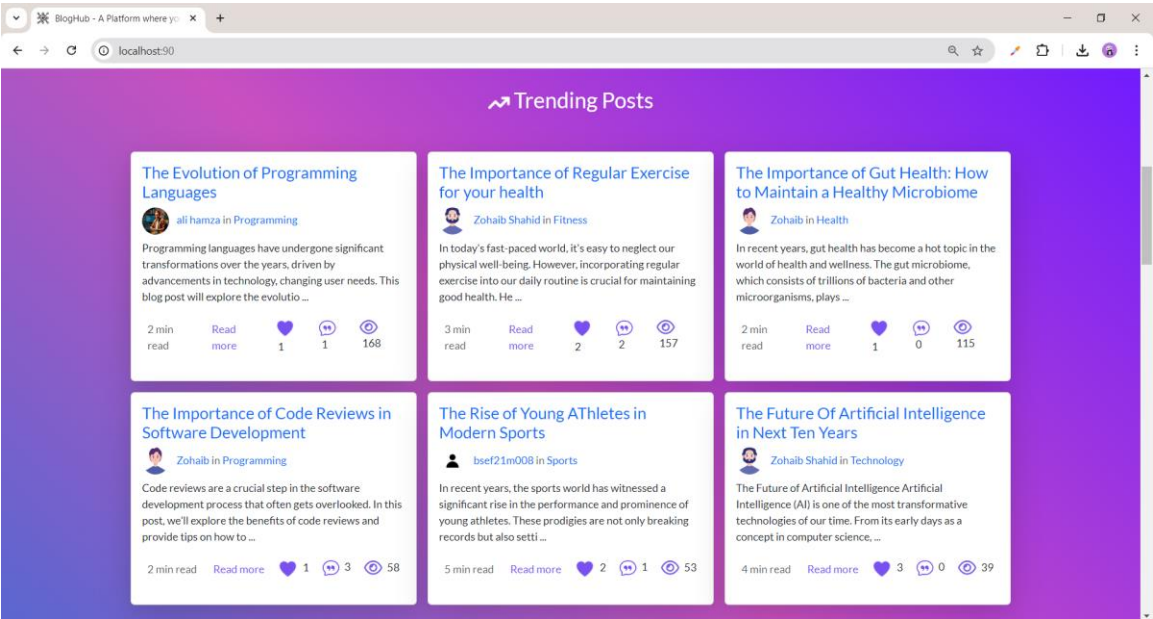 BlogHub - A Platform where yo
localhost:90
Trending Posts
The Evolution of Programming
Languages
ali hamza in Programming
Programming languages have undergone significant
transformations over the years, driven by
advancements in technology, changing user needs. This
blog post will explore the evolutio ...
2 min
read
Read
more
1
1
168
The Importance of Regular Exercise
for your health
Zohaib Shahid in Fitness
In today's fast-paced world, it's easy to neglect our
physical well-being. However, incorporating regular
exercise into our daily routine is crucial for maintaining
good health. He ...
3 min
read
Read
more
2
2
157
The Importance of Gut Health: How
to Maintain a Healthy Microbiome
Zohaib in Health
In recent years, gut health has become a hot topic in the
world of health and wellness. The gut microbiome,
which consists of trillions of bacteria and other
microorganisms, plays ...
2 min
read
Read
more
1
0
115
The Importance of Code Reviews in
Software Development
Zohaib in Programming
Code reviews are a crucial step in the software
development process that often gets overlooked. In this
post, we'll explore the benefits of code reviews and
provide tips on how to ...
2 min read Read more 1 3 58
The Rise of Young AThletes in
Modern Sports
bsef21m008 in Sports
In recent years, the sports world has witnessed a
significant rise in the performance and prominence of
young athletes. These prodigies are not only breaking
records but also setti ...
5 min read Read more 2 1 53
The Future Of Artificial Intelligence
in Next Ten Years
Zohaib Shahid in Technology
The Future of Artificial Intelligence Artificial
Intelligence (AI) is one of the most transformative
technologies of our time. From its early days as a
concept in computer science, ...
4 min read Read more 3 0 39